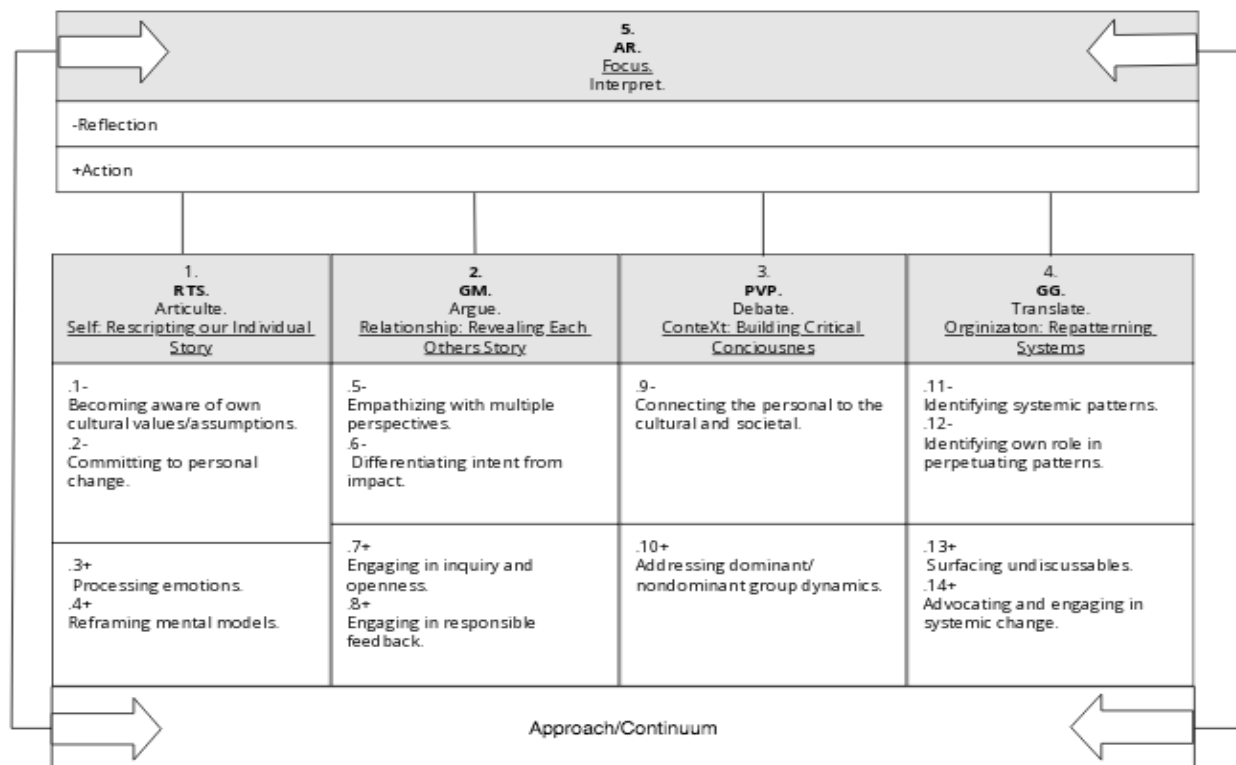 5.
AR.
Focus.
Interpret.
-Reflection
+Action
1.
RTS.
Articulte.
Self: Rescripting our Individual
Story
.1-
Becoming aware of own
cultural values/assumptions.
.2-
Committing to personal
change.
.3+
Processing emotions.
.4+
Reframing mental models.
2.
GM.
Argue.
Relationship: Revealing Each
Others Story
.5-
Empathizing with multiple
perspectives.
.6-
Differentiating intent from
impact.
.7+
Engaging in inquiry and
openness.
.8+
Engaging in responsible
feedback.
3.
PVP.
Debate.
ConteXt: Building Critical
Conciousnes
.9-
Connecting the personal to the
cultural and societal.
.10+
Addressing dominant/
nondominant group dynamics.
4.
GG.
Translate.
Orginizaton: Repatterning
Systems
.11-
Identifying systemic patterns.
.12-
Identifying own role in
perpetuating patterns.
.13+
Surfacing undiscussables.
.14+
Advocating and engaging in
systemic change.
Approach/Continuum